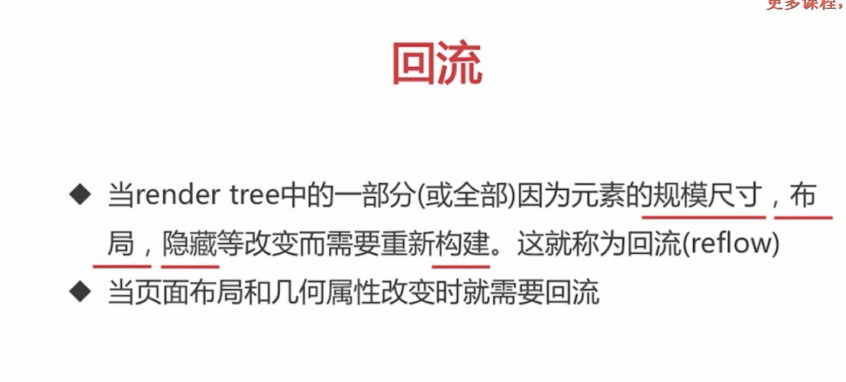 更多课程，
回流
◆ 当render tree中的一部分(或全部)因为元素的规模尺寸，布
局，隐藏等改变而需要重新构建。这就称为回流(reflow)
◆ 当页面布局和几何属性改变时就需要回流